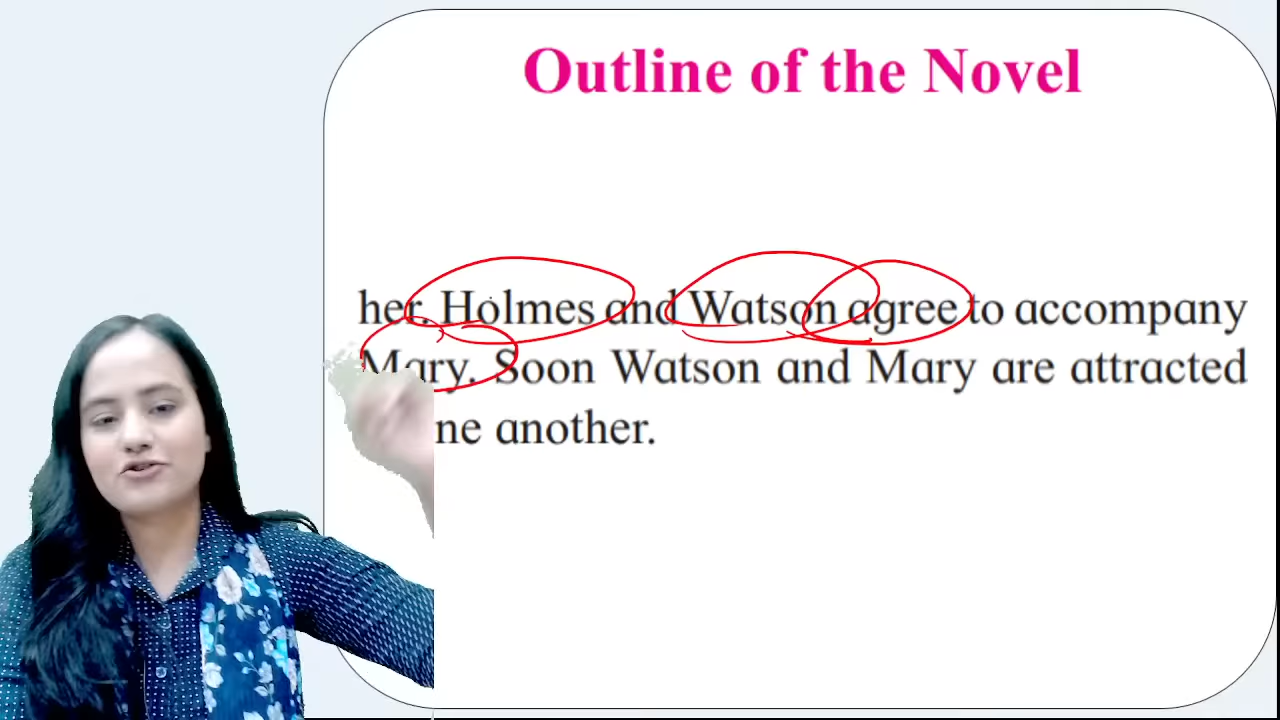 Outline of the Novel
her. Holmes and Watson agree to accompany
Mary. Soon Watson and Mary are attracted
ne another.